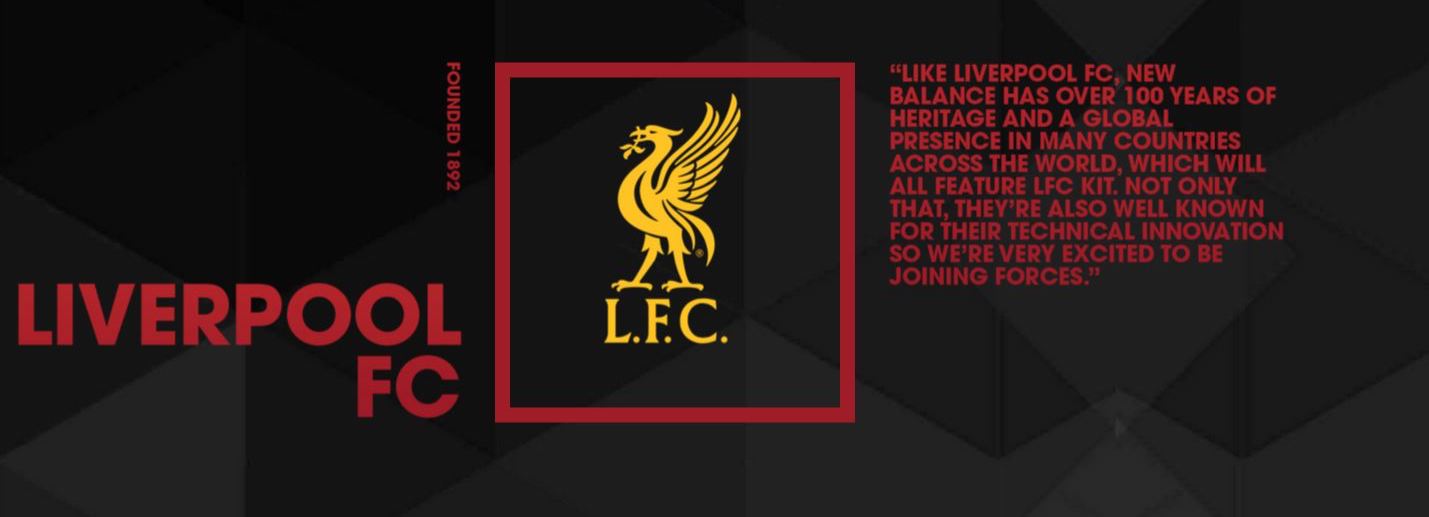 LIVERPOOL
FC
FOUNDED 1892
L.F.C.
®
“LIKE LIVERPOOL FC, NEW
BALANCE HAS OVER 100 YEARS OF
HERITAGE AND A GLOBAL
PRESENCE IN MANY COUNTRIES
ACROSS THE WORLD, WHICH WILL
ALL FEATURE LFC KIT. NOT ONLY
THAT, THEY’RE ALSO WELL KNOWN
FOR THEIR TECHNICAL INNOVATION
SO WE’RE VERY EXCITED TO BE
JOINING FORCES.”